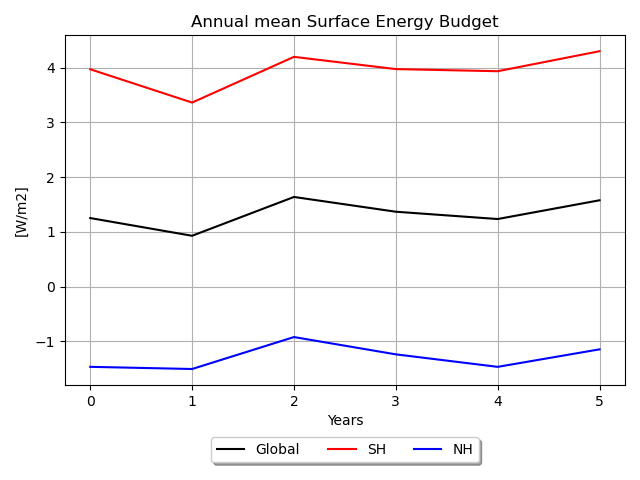 Annual mean Surface Energy Budget
4
3
2
1
0
−1
[W/m2]
0 1 2 3 4 5
Years
Global SH NH